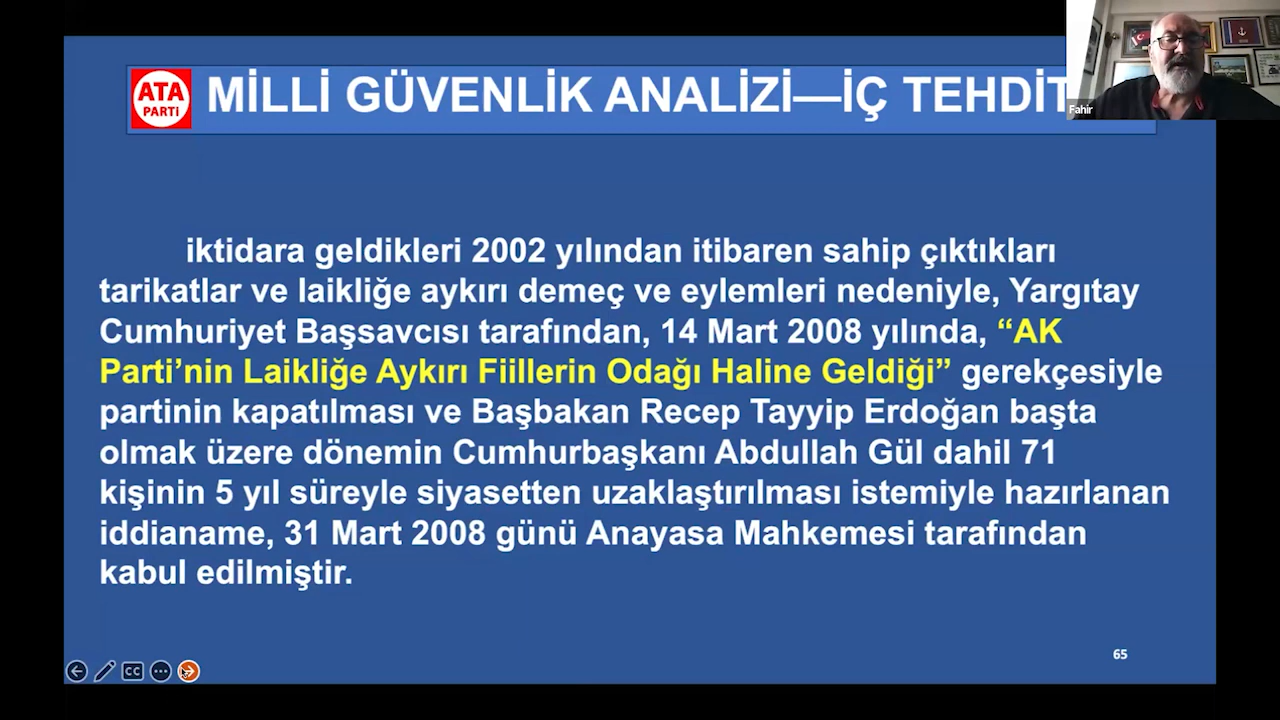 ATA
PARTİ
MİLLİ GÜVENLİK ANALİZİ—İÇ TEHDİT
Fahir
iktidara geldikleri 2002 yılından itibaren sahip çıktıkları
tarikatlar ve laikliğe aykırı demeç ve eylemleri nedeniyle, Yargıtay
Cumhuriyet Başsavcısı tarafından, 14 Mart 2008 yılında, “AK
Parti’nin Laikliğe Aykırı Fiillerin Odağı Haline Geldiği” gerekçesiyle
partinin kapatılması ve Başbakan Recep Tayyip Erdoğan başta
olmak üzere dönemin Cumhurbaşkanı Abdullah Gül dahil 71
kişinin 5 yıl süreyle siyasetten uzaklaştırılması istemiyle hazırlanan
iddianame, 31 Mart 2008 günü Anayasa Mahkemesi tarafından
kabul edilmiştir.
65
CC